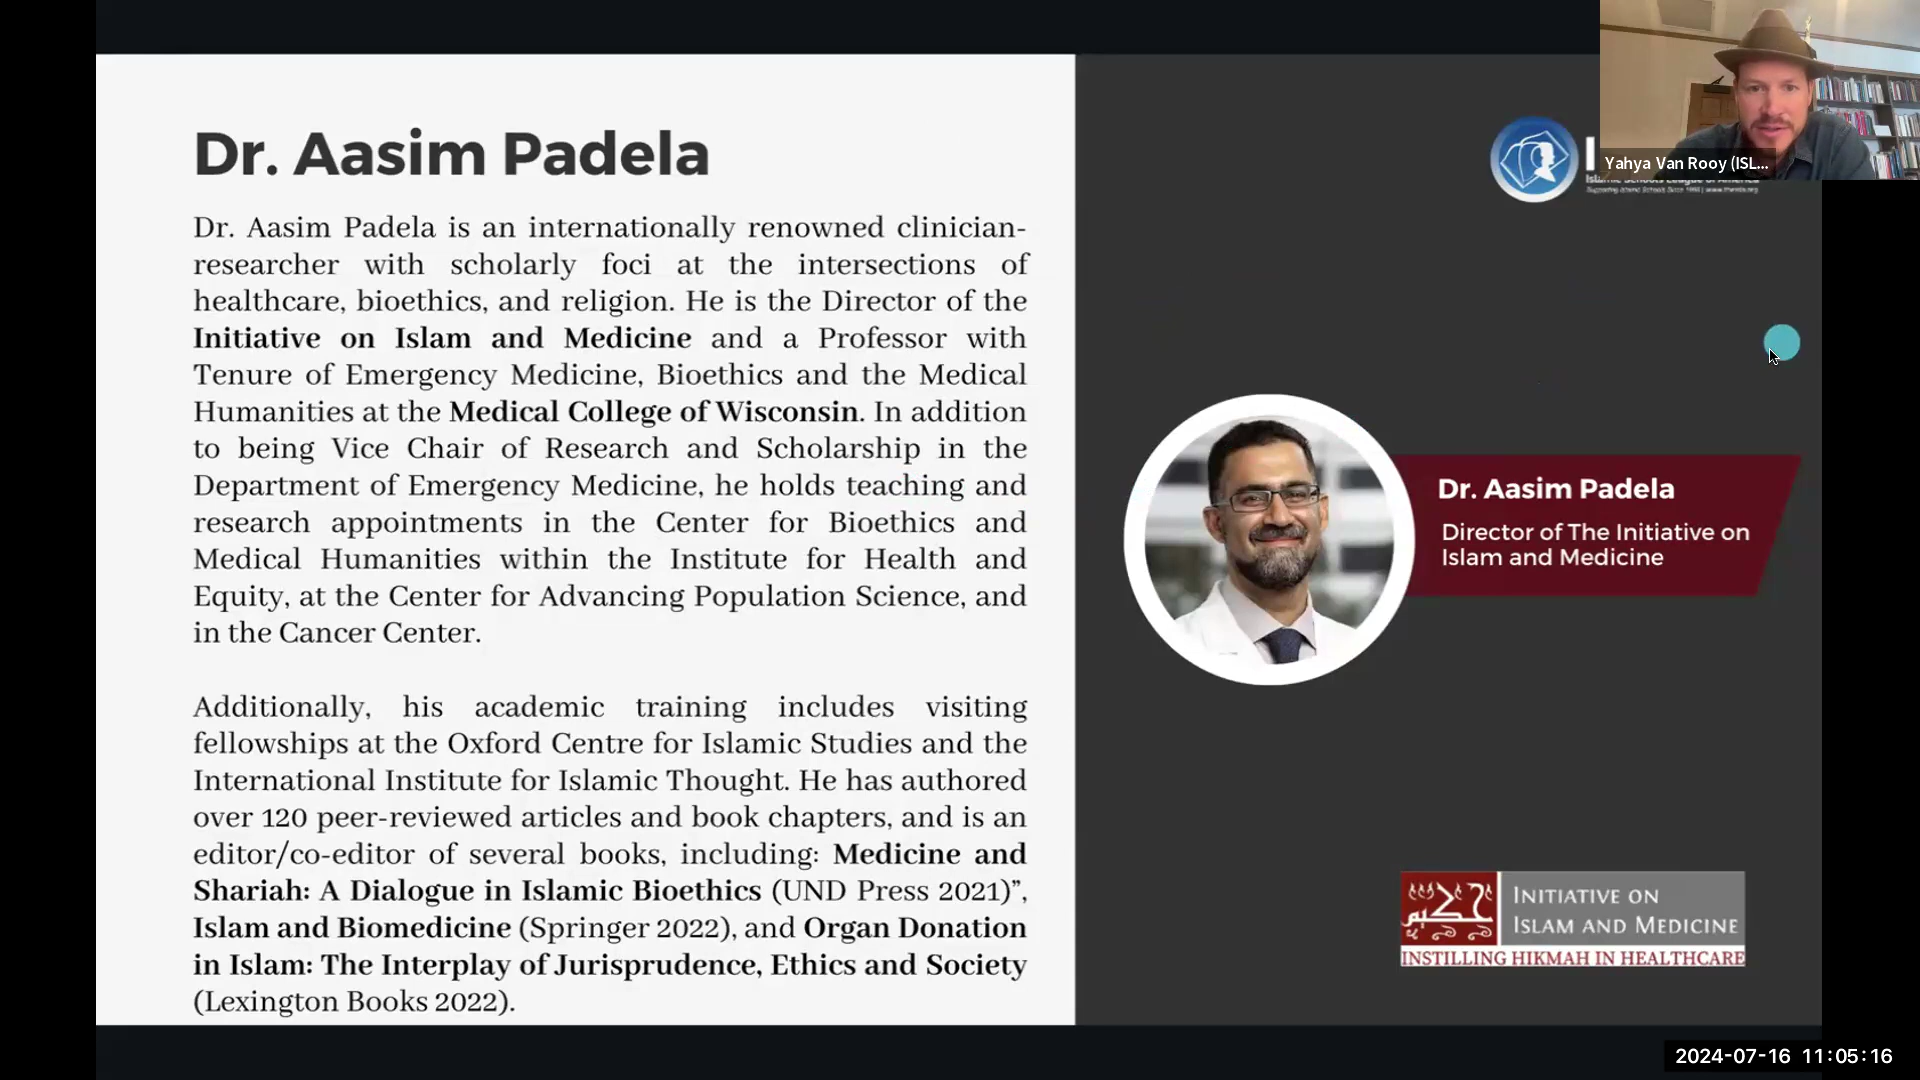 Dr. Aasim Padela
Dr. Aasim Padela is an internationally renowned clinician-
researcher with scholarly foci at the intersections of
healthcare, bioethics, and religion. He is the Director of the
Initiative on Islam and Medicine and a Professor with
Tenure of Emergency Medicine, Bioethics and the Medical
Humanities at the Medical College of Wisconsin. In addition
to being Vice Chair of Research and Scholarship in the
Department of Emergency Medicine, he holds teaching and
research appointments in the Center for Bioethics and
Medical Humanities within the Institute for Health and
Equity, at the Center for Advancing Population Science, and
in the Cancer Center.
Additionally, his academic training includes visiting
fellowships at the Oxford Centre for Islamic Studies and the
International Institute for Islamic Thought. He has authored
over 120 peer-reviewed articles and book chapters, and is an
editor/co-editor of several books, including: Medicine and
Shariah: A Dialogue in Islamic Bioethics (UND Press 2021)”,
Islam and Biomedicine (Springer 2022), and Organ Donation
in Islam: The Interplay of Jurisprudence, Ethics and Society
(Lexington Books 2022).
Yahya Van Rooy (ISL...
Dr. Aasim Padela
Director of The Initiative on
Islam and Medicine
INITIATIVE ON
ISLAM AND MEDICINE
INSTILLING HIKMAH IN HEALTHCARE
2024-07-16 11:05:16